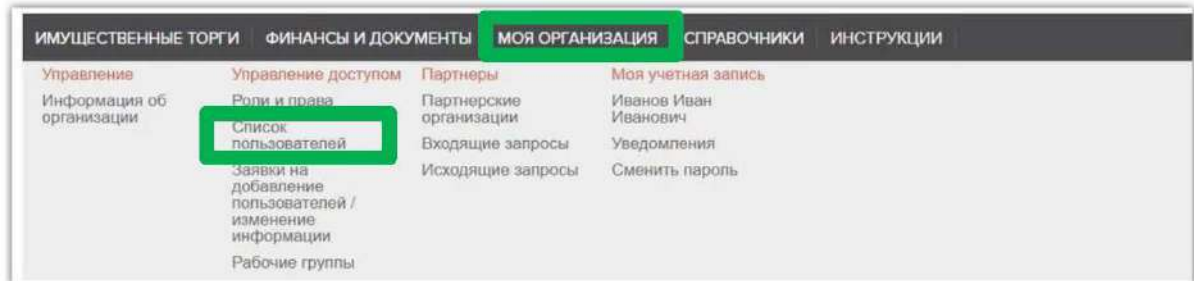 ИМУЩЕСТВЕННЫЕ ТОРГИ ФИНАНСЫ И ДОКУМЕНТЫ МОЯ ОРГАНИЗАЦИЯ СПРАВОЧНИКИ ИНСТРУКЦИИ
Управление
Информация об
организации
Управление доступом
Роли и права
Список
пользователей
Заявки на
добавление
пользователей /
изменение
информации
Рабочие группы
Партнеры
Партнерские
организации
Входящие запросы
Исходящие запросы
Моя учетная запись
Иванов Иван
Иванович
Уведомления
Сменить пароль